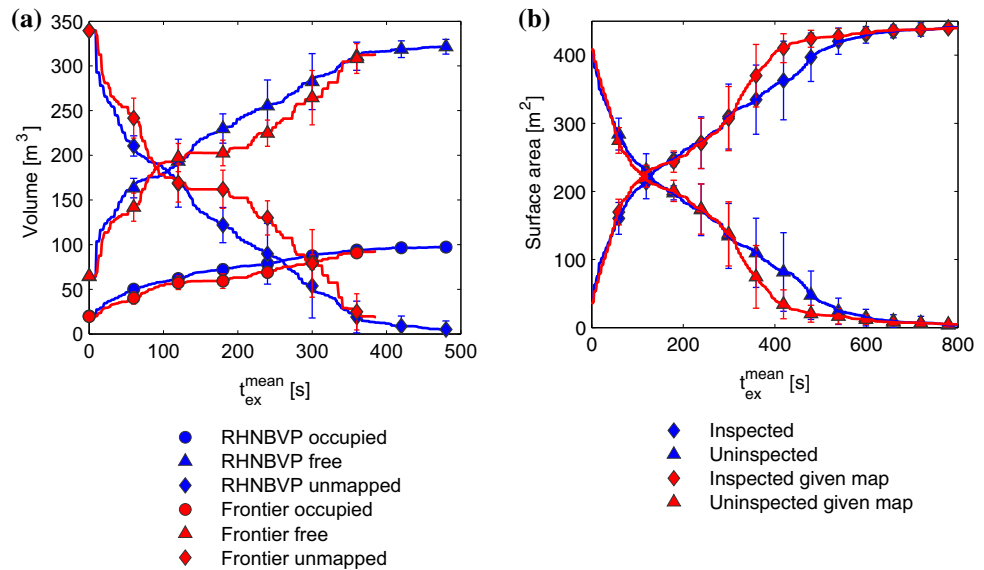 (a)
350
300
250
200
150
100
50
0
Volume [m³]
0 100 200 300 400 500
t_ex^mean [s]
RHNBVP occupied
RHNBVP free
RHNBVP unmapped
Frontier occupied
Frontier free
Frontier unmapped
(b)
400
300
200
100
0
Surface area [m²]
0 200 400 600 800
t_ex^mean [s]
Inspected
Uninspected
Inspected given map
Uninspected given map